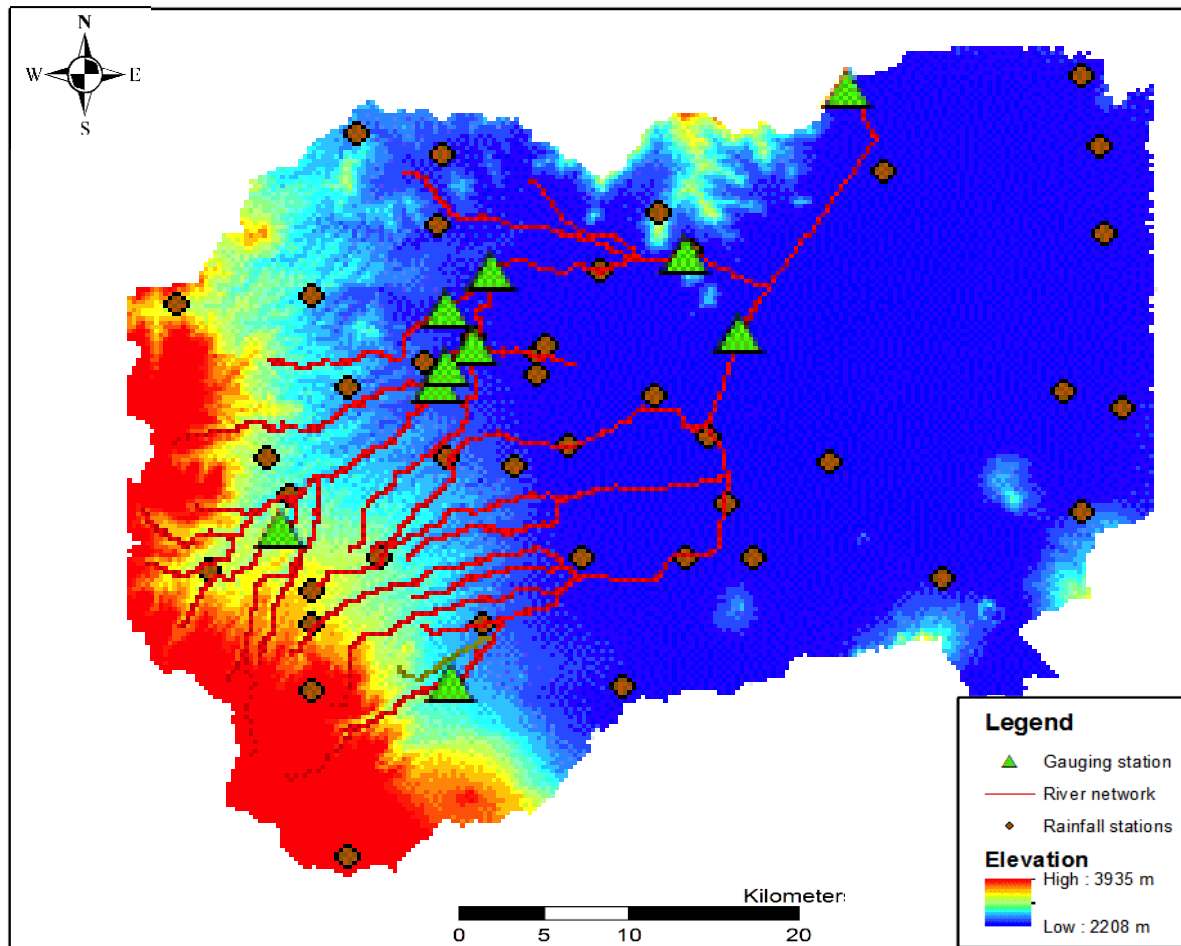 N
W E
S
Legend
Gauging station
River network
Rainfall stations
Elevation
High : 3935 m
Low : 2208 m
Kilometers
0 5 10 20